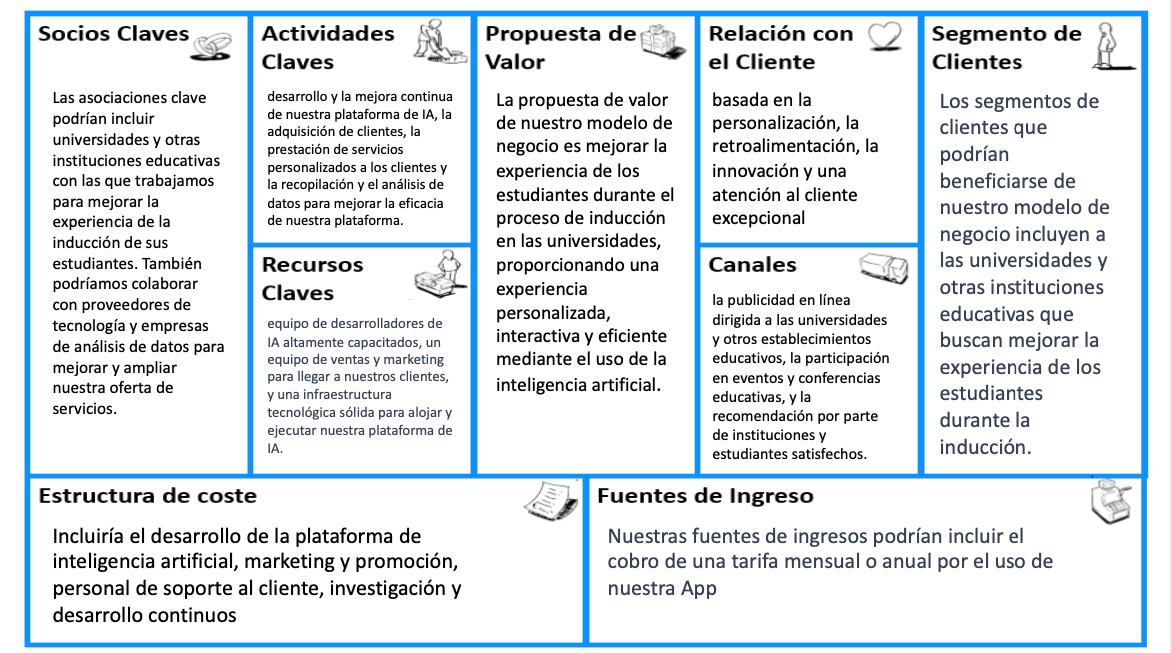 Socios Claves
Las asociaciones clave
podrían incluir
universidades y otras
instituciones educativas
con las que trabajamos
para mejorar la
experiencia de la
inducción de sus
estudiantes. También
podríamos colaborar
con proveedores de
tecnología y empresas
de análisis de datos para
mejorar y ampliar
nuestra oferta de
servicios.
Actividades
Claves
desarrollo y la mejora continua
de nuestra plataforma de IA, la
adquisición de clientes, la
prestación de servicios
personalizados a los clientes y
la recopilación y el análisis de
datos para mejorar la eficacia
de nuestra plataforma.
Recursos
Claves
equipo de desarrolladores de
IA altamente capacitados, un
equipo de ventas y marketing
para llegar a nuestros clientes,
y una infraestructura
tecnológica sólida para alojar y
ejecutar nuestra plataforma de
IA.
Propuesta de
Valor
La propuesta de valor
de nuestro modelo de
negocio es mejorar la
experiencia de los
estudiantes durante el
proceso de inducción
en las universidades,
proporcionando una
experiencia
personalizada,
interactiva y eficiente
mediante el uso de la
inteligencia artificial.
Relación con
el Cliente
basada en la
personalización, la
retroalimentación, la
innovación y una
atención al cliente
excepcional
Canales
la publicidad en línea
dirigida a las universidades
y otros establecimientos
educativos, la participación
en eventos y conferencias
educativas, y la
recomendación por parte
de instituciones y
estudiantes satisfechos.
Segmento de
Clientes
Los segmentos de
clientes que
podrían
beneficiarse de
nuestro modelo de
negocio incluyen a
las universidades y
otras instituciones
educativas que
buscan mejorar la
experiencia de los
estudiantes
durante la
inducción.
Estructura de coste
Incluiría el desarrollo de la plataforma de
inteligencia artificial, marketing y promoción,
personal de soporte al cliente, investigación y
desarrollo continuos
Fuentes de Ingreso
Nuestras fuentes de ingresos podrían incluir el
cobro de una tarifa mensual o anual por el uso de
nuestra App